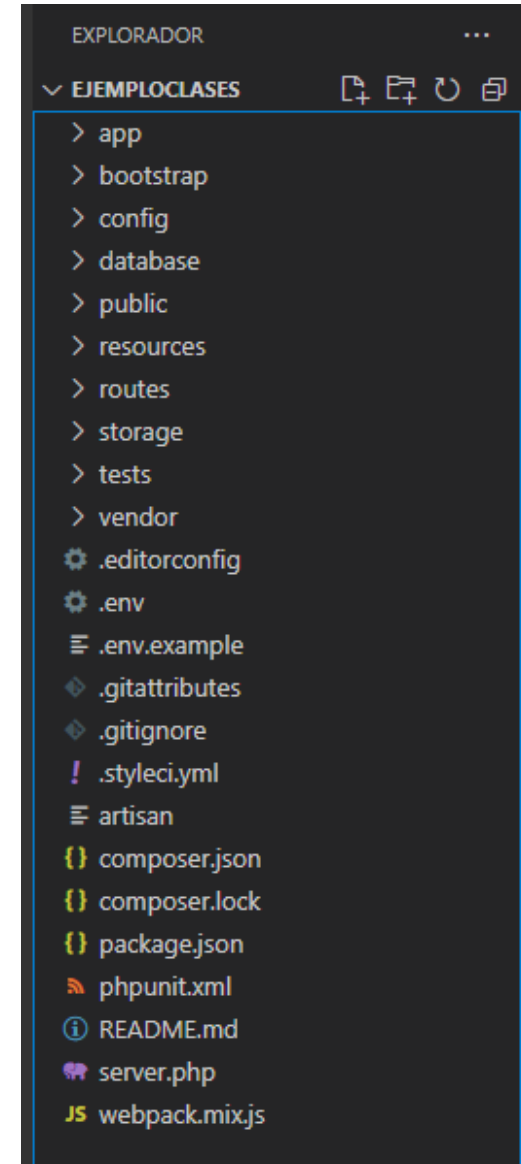 EXPLORADOR
EJEMPLOCLASES
app
bootstrap
config
database
public
resources
routes
storage
tests
vendor
.editorconfig
.env
.env.example
.gitattributes
.gitignore
! .styleci.yml
artisan
{} composer.json
{} composer.lock
{} package.json
phpunit.xml
README.md
server.php
JS webpack.mix.js